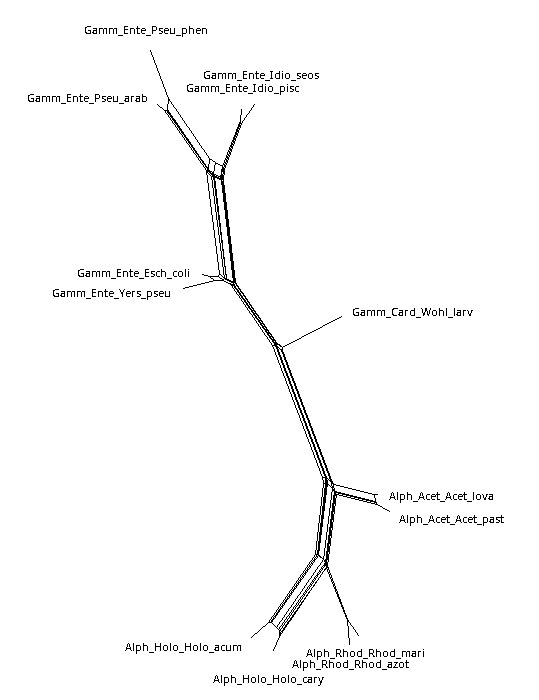 Gamm_Ente_Pseu_phen
Gamm_Ente_Idio_seos
Gamm_Ente_Idio_pisc
Gamm_Ente_Pseu_arab
Gamm_Ente_Esch_coli
Gamm_Ente_Yers_pseu
Gamm_Card_Wohl_larv
Alph_Acet_Acet_lova
Alph_Acet_Acet_past
Alph_Holo_Holo_acum
Alph_Rhod_Rhod_mari
Alph_Rhod_Rhod_azot
Alph_Holo_Holo_cary